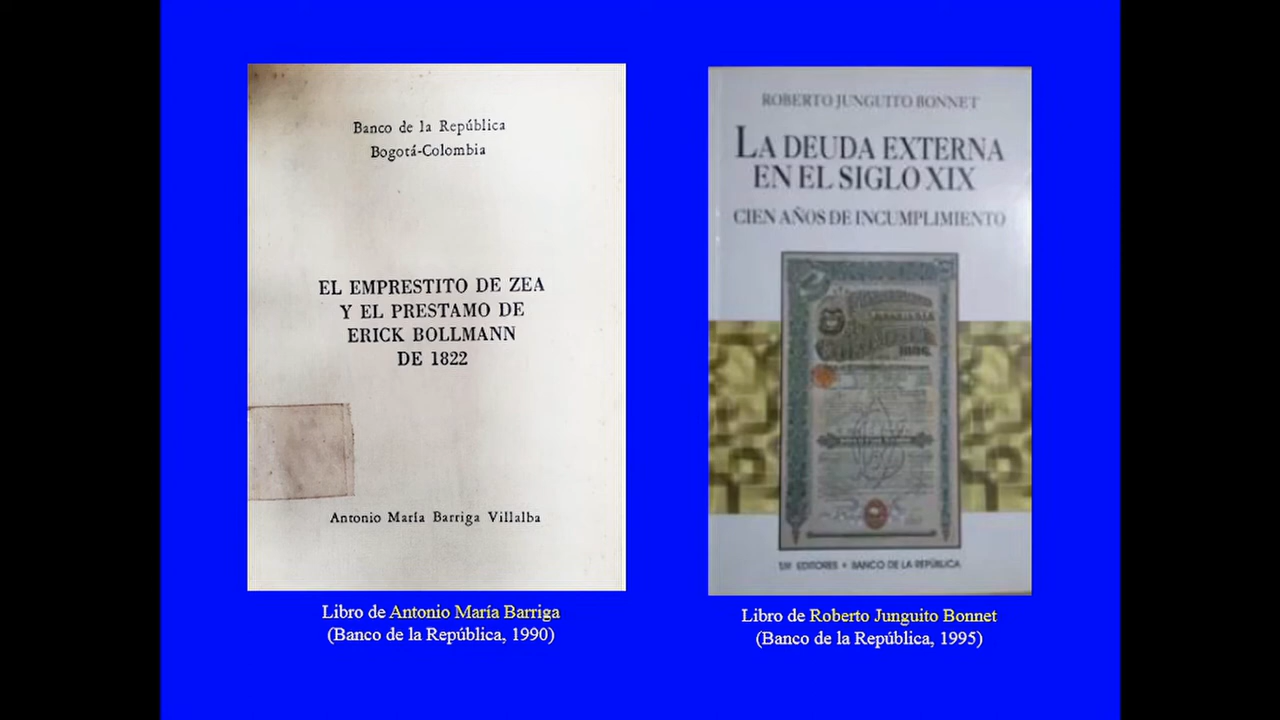 Banco de la República
Bogotá-Colombia
EL EMPRESTITO DE ZEA
Y EL PRESTAMO DE
ERICK BOLLMANN
DE 1822
Antonio María Barriga Villalba
Libro de Antonio María Barriga
(Banco de la República, 1990)
ROBERTO JUNGUITO BONNET
LA DEUDA EXTERNA
EN EL SIGLO XIX
CIEN AÑOS DE INCUMPLIMIENTO
EDITORES • BANCO DE LA REPÚBLICA
Libro de Roberto Junguito Bonnet
(Banco de la República, 1995)